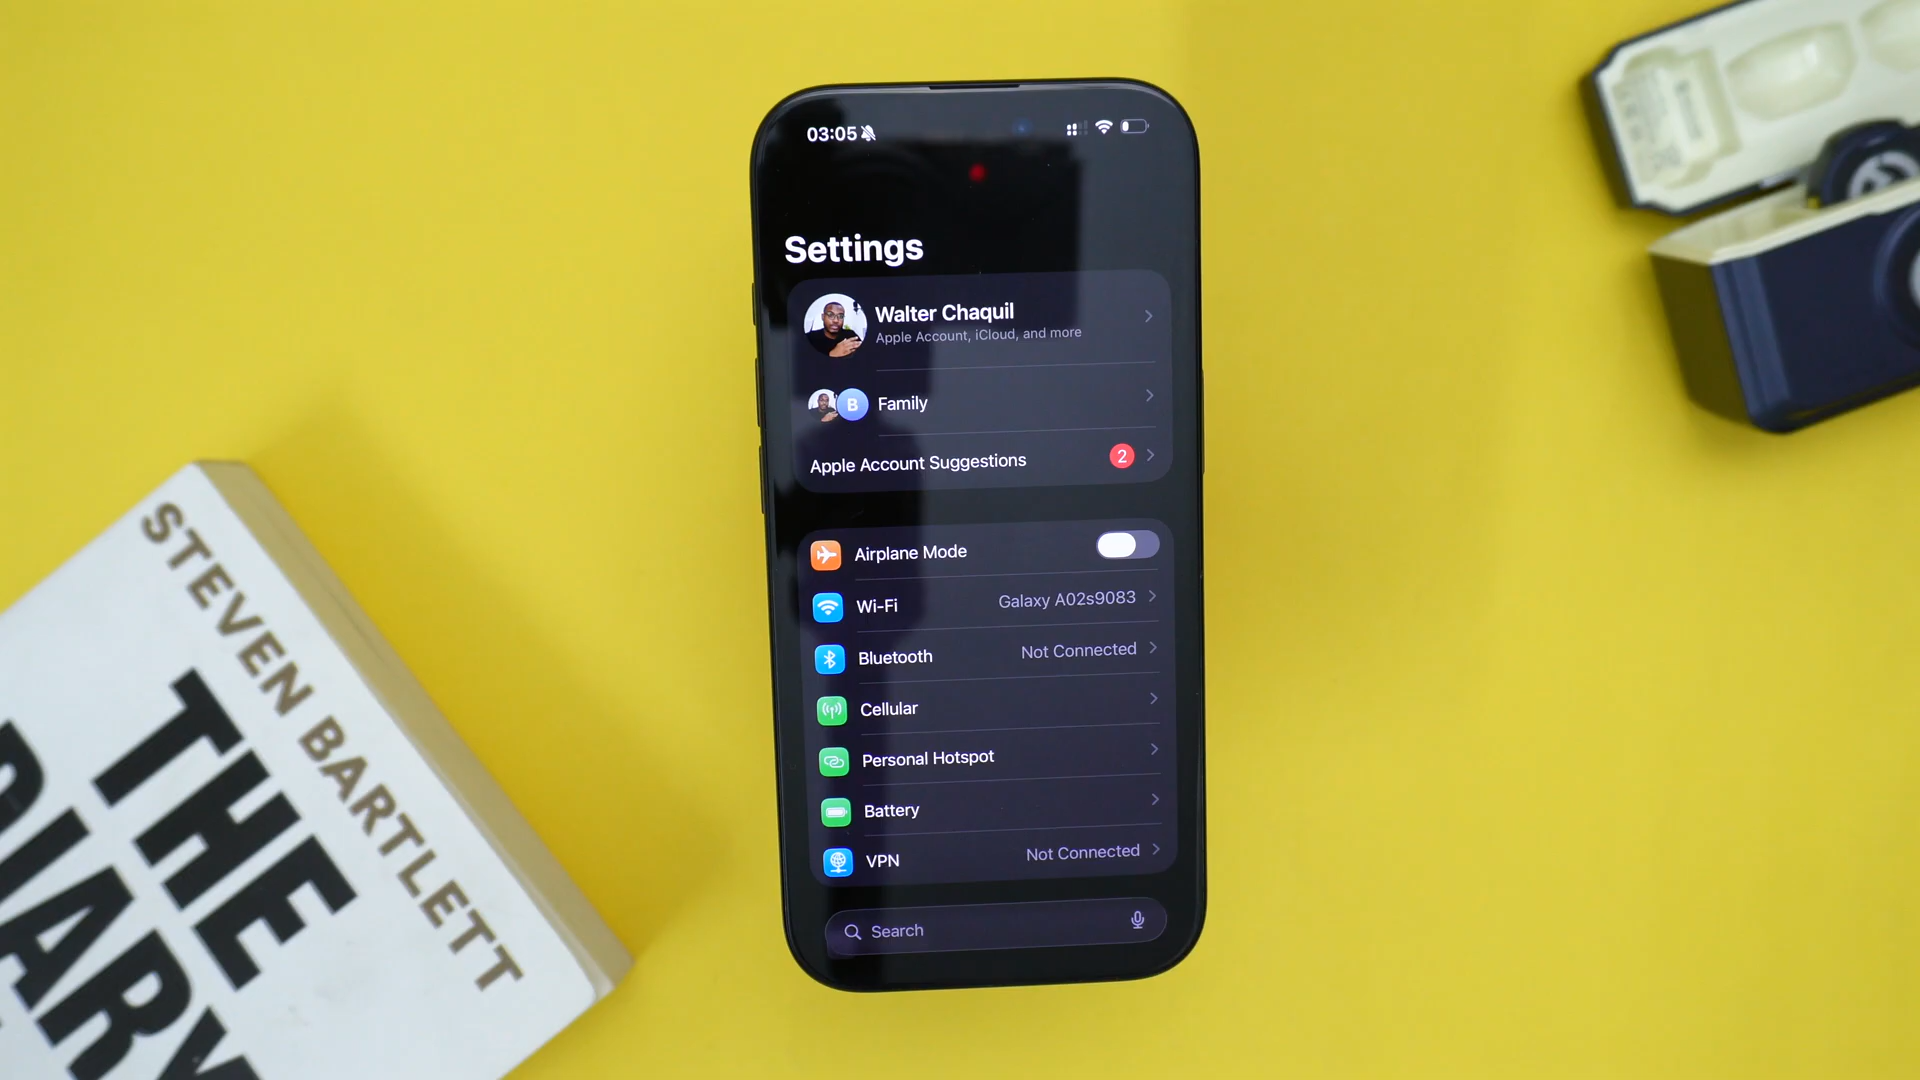 03:05
Settings
Walter Chaquil
Apple Account, iCloud, and more
B
Family
Apple Account Suggestions
2
Airplane Mode
Wi-Fi
Galaxy A02s9083
Bluetooth
Not Connected
Cellular
Personal Hotspot
Battery
VPN
Not Connected
Search
STEVEN BARTLETT
THE
DIARY